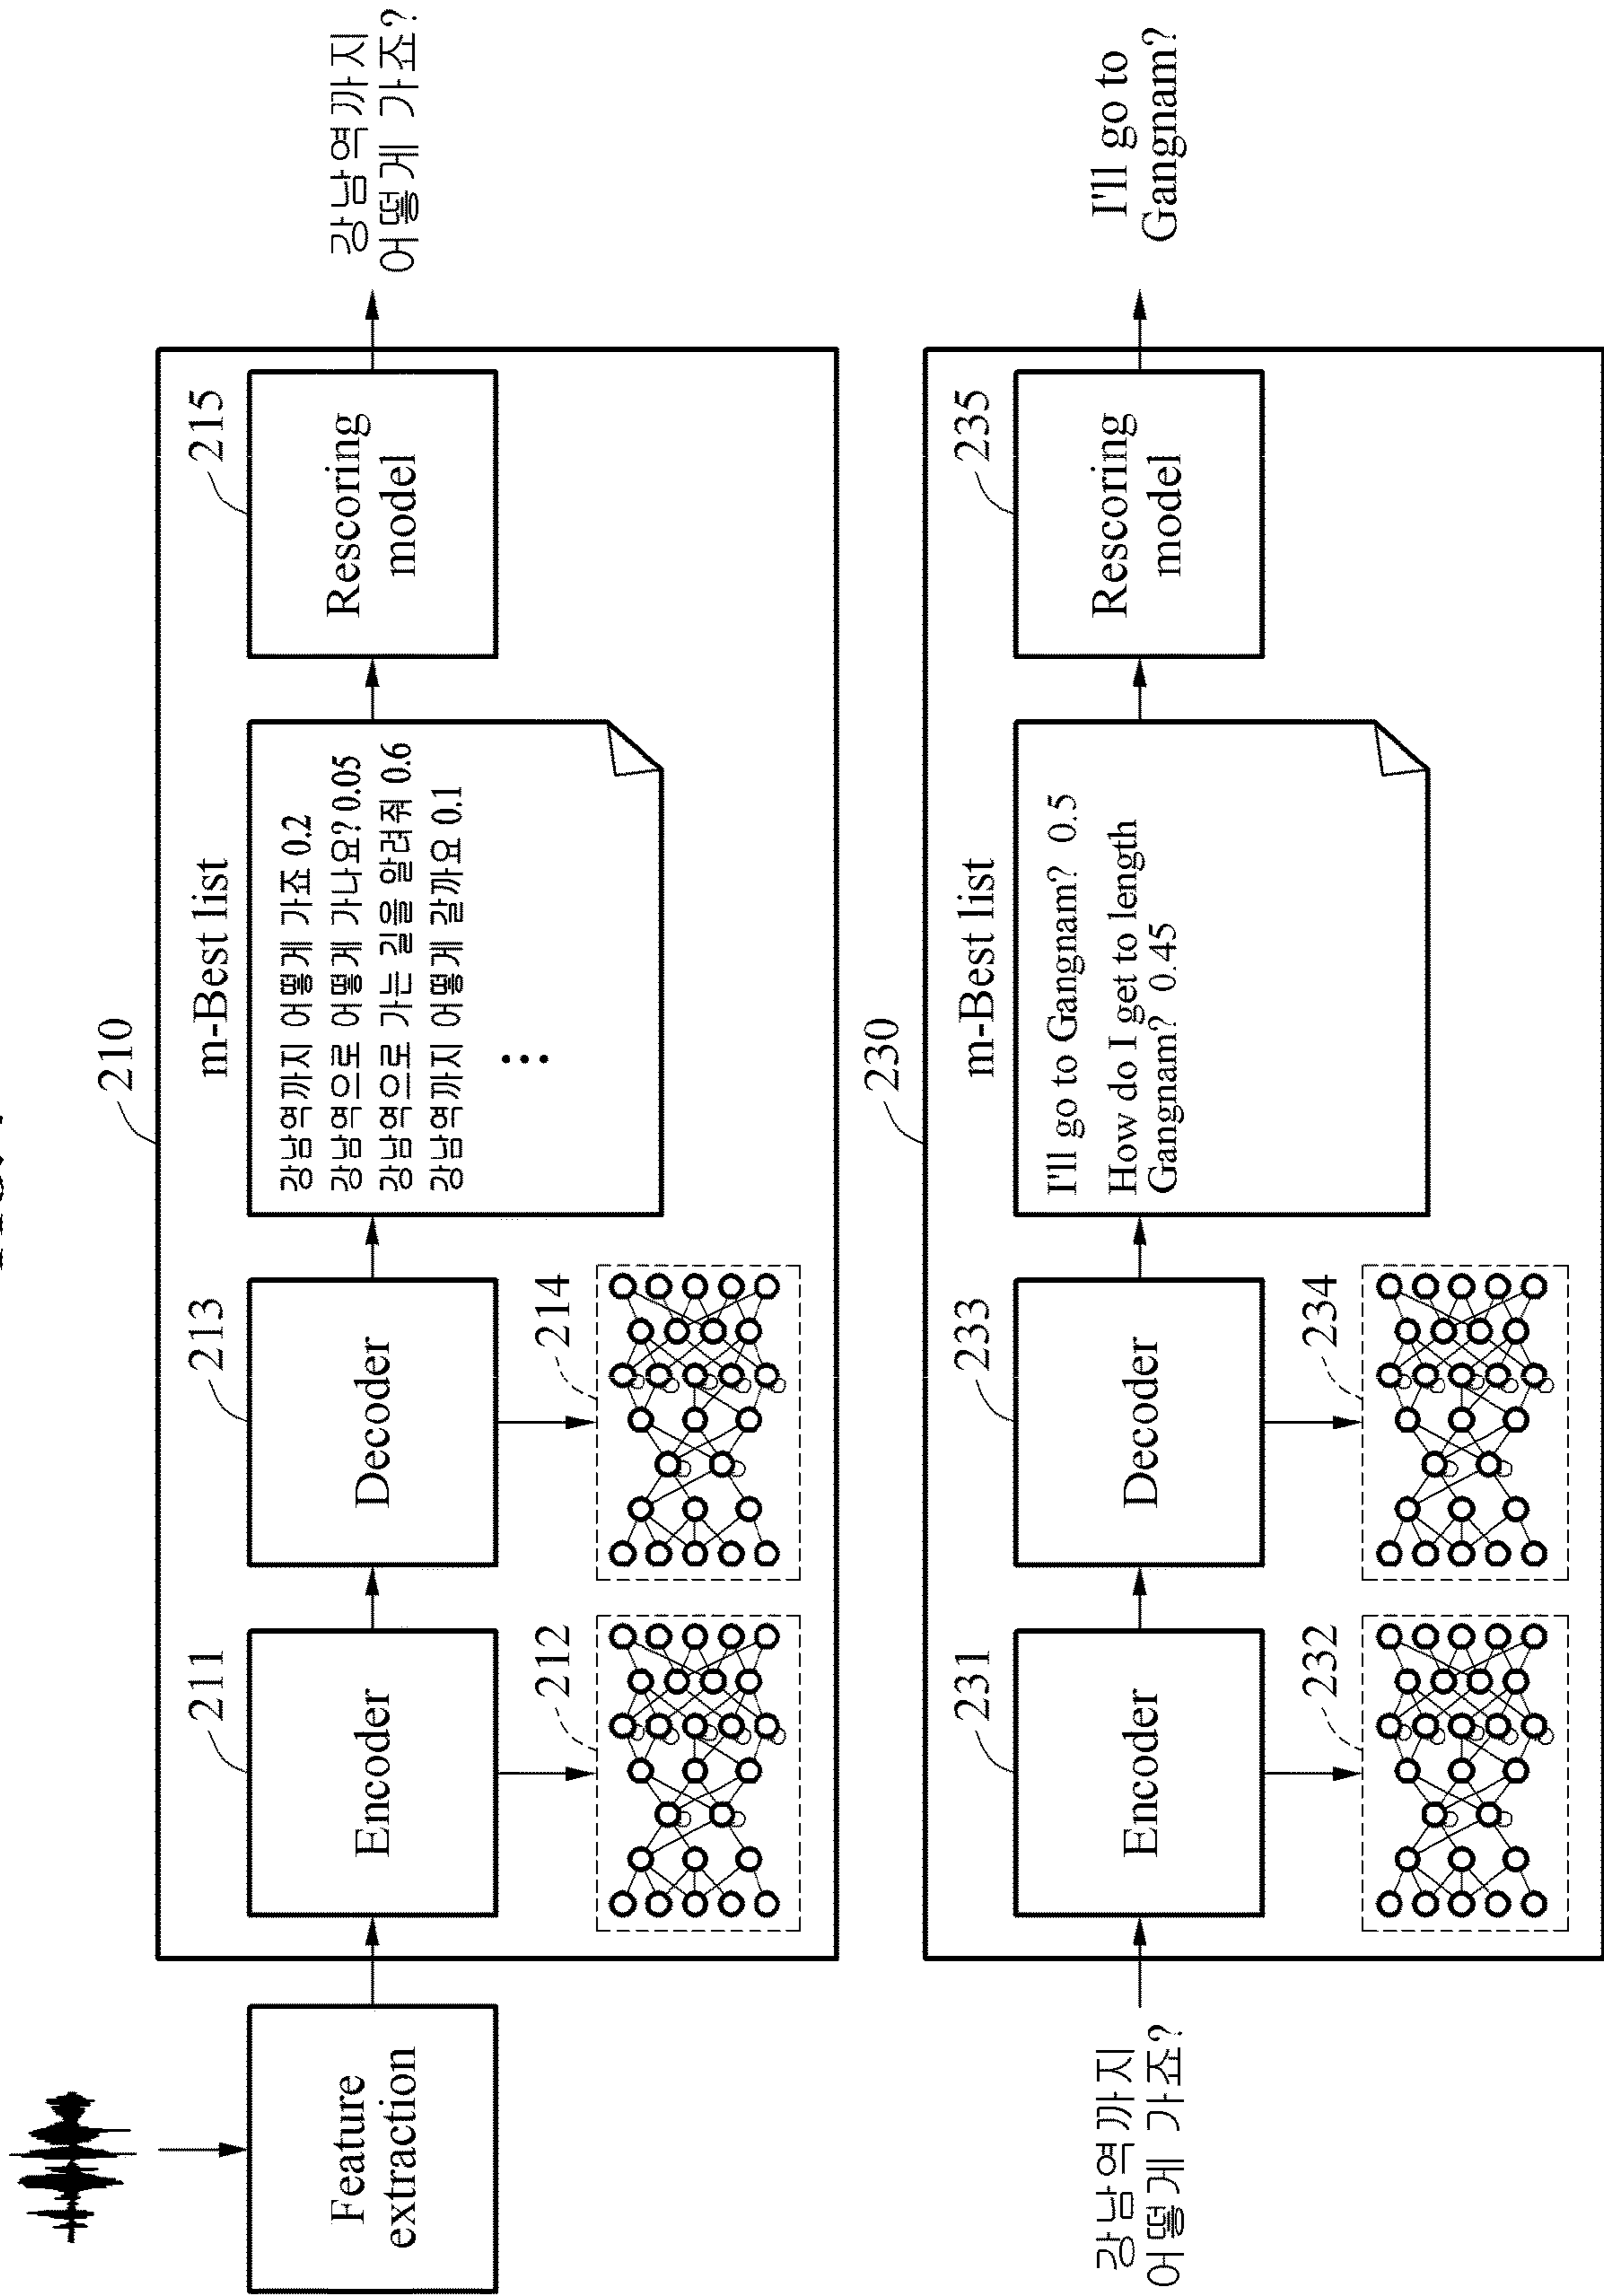 210
m-Best list
211
213
215
Feature
extraction
Encoder
Decoder
강남역까지 어떻게 가죠 0.2
강남역으로 어떻게 가나요? 0.05
강남역으로 가는 길을 알려줘 0.6
강남역까지 어떻게 갈까요 0.1
⋮
Rescoring
model
강남역까지
어떻게 가죠?
212
214
230
m-Best list
231
233
235
강남역까지
어떻게 가죠?
Encoder
Decoder
I'll go to Gangnam? 0.5
How do I get to length
Gangnam? 0.45
Rescoring
model
I'll go to
Gangnam?
232
234